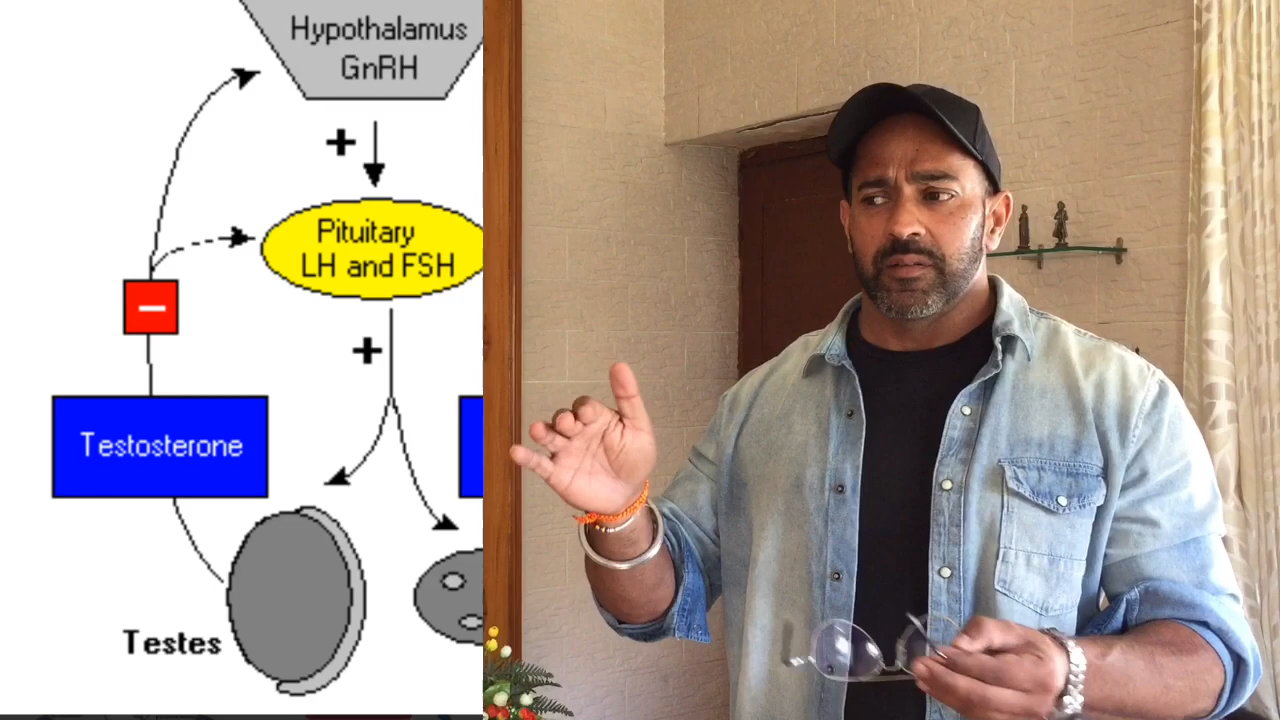 Hypothalamus
GnRH
+
Pituitary
LH and FSH
−
+
Testosterone
Testes